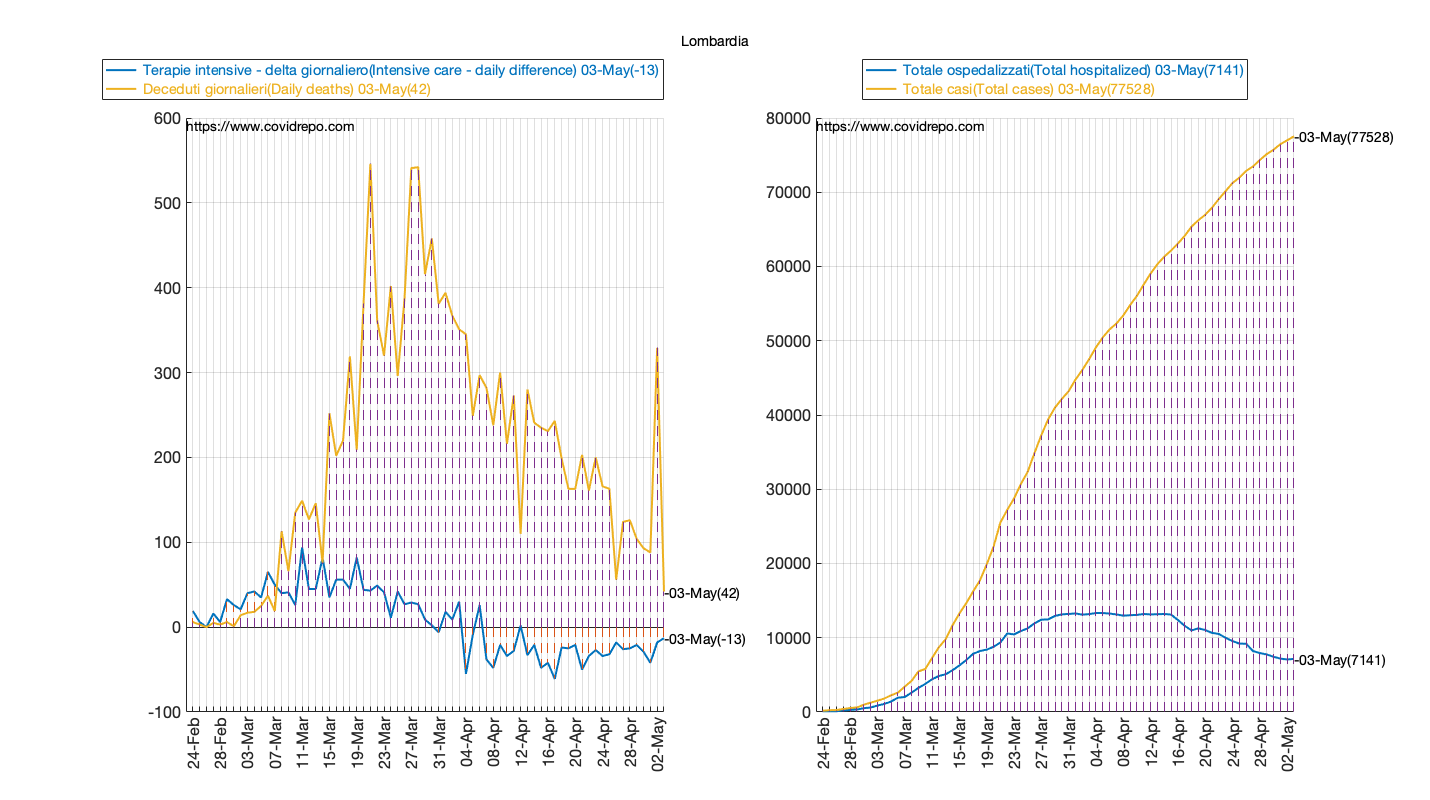 Lombardia
Terapie intensive - delta giornaliero(Intensive care - daily difference) 03-May(-13)
Deceduti giornalieri(Daily deaths) 03-May(42)
https://www.covidrepo.com
600
500
400
300
200
100
0
-100
-03-May(42)
-03-May(-13)
24-Feb
28-Feb
03-Mar
07-Mar
11-Mar
15-Mar
19-Mar
23-Mar
27-Mar
31-Mar
04-Apr
08-Apr
12-Apr
16-Apr
20-Apr
24-Apr
28-Apr
02-May
Totale ospedalizzati(Total hospitalized) 03-May(7141)
Totale casi(Total cases) 03-May(77528)
https://www.covidrepo.com
80000
70000
60000
50000
40000
30000
20000
10000
0
-03-May(77528)
-03-May(7141)
24-Feb
28-Feb
03-Mar
07-Mar
11-Mar
15-Mar
19-Mar
23-Mar
27-Mar
31-Mar
04-Apr
08-Apr
12-Apr
16-Apr
20-Apr
24-Apr
28-Apr
02-May